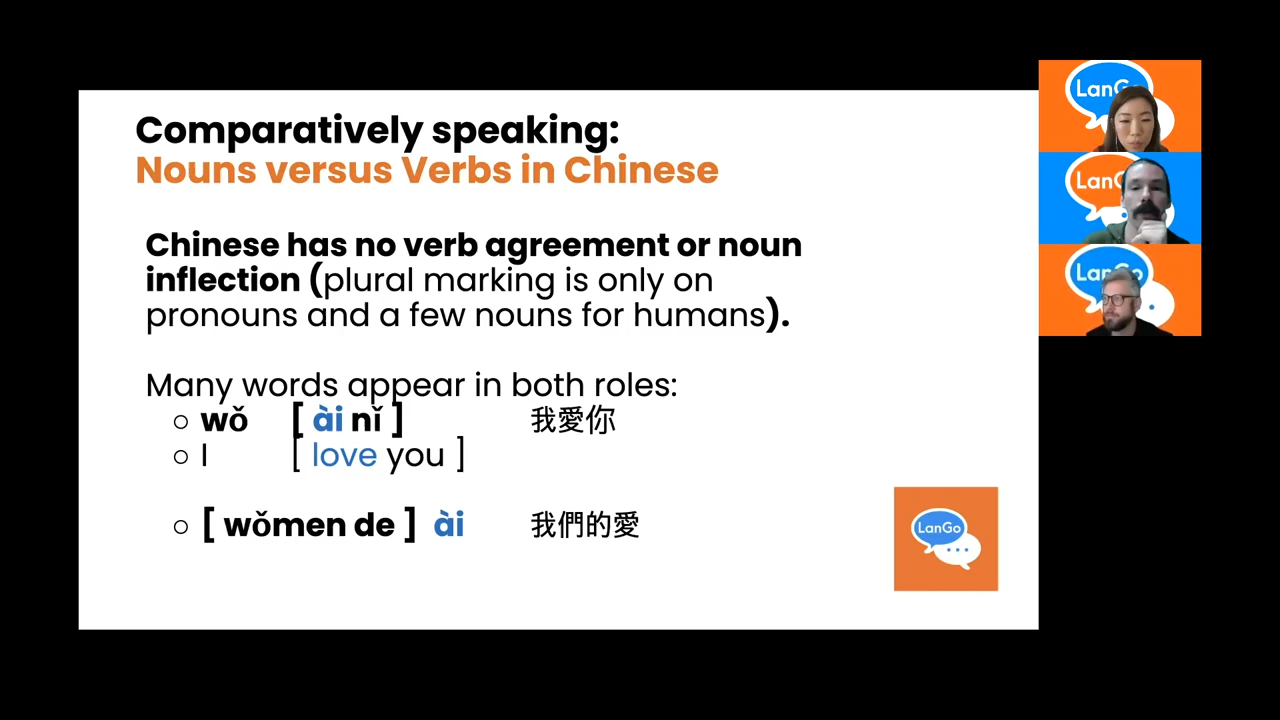 Comparatively speaking:
Nouns versus Verbs in Chinese
Chinese has no verb agreement or noun
inflection (plural marking is only on
pronouns and a few nouns for humans).
Many words appear in both roles:
○ wǒ [ ài nǐ ] 我愛你
○ I [ love you ]
○ [ wǒmen de ] ài 我們的愛
LanGo
LanGo
LanG
LanGo